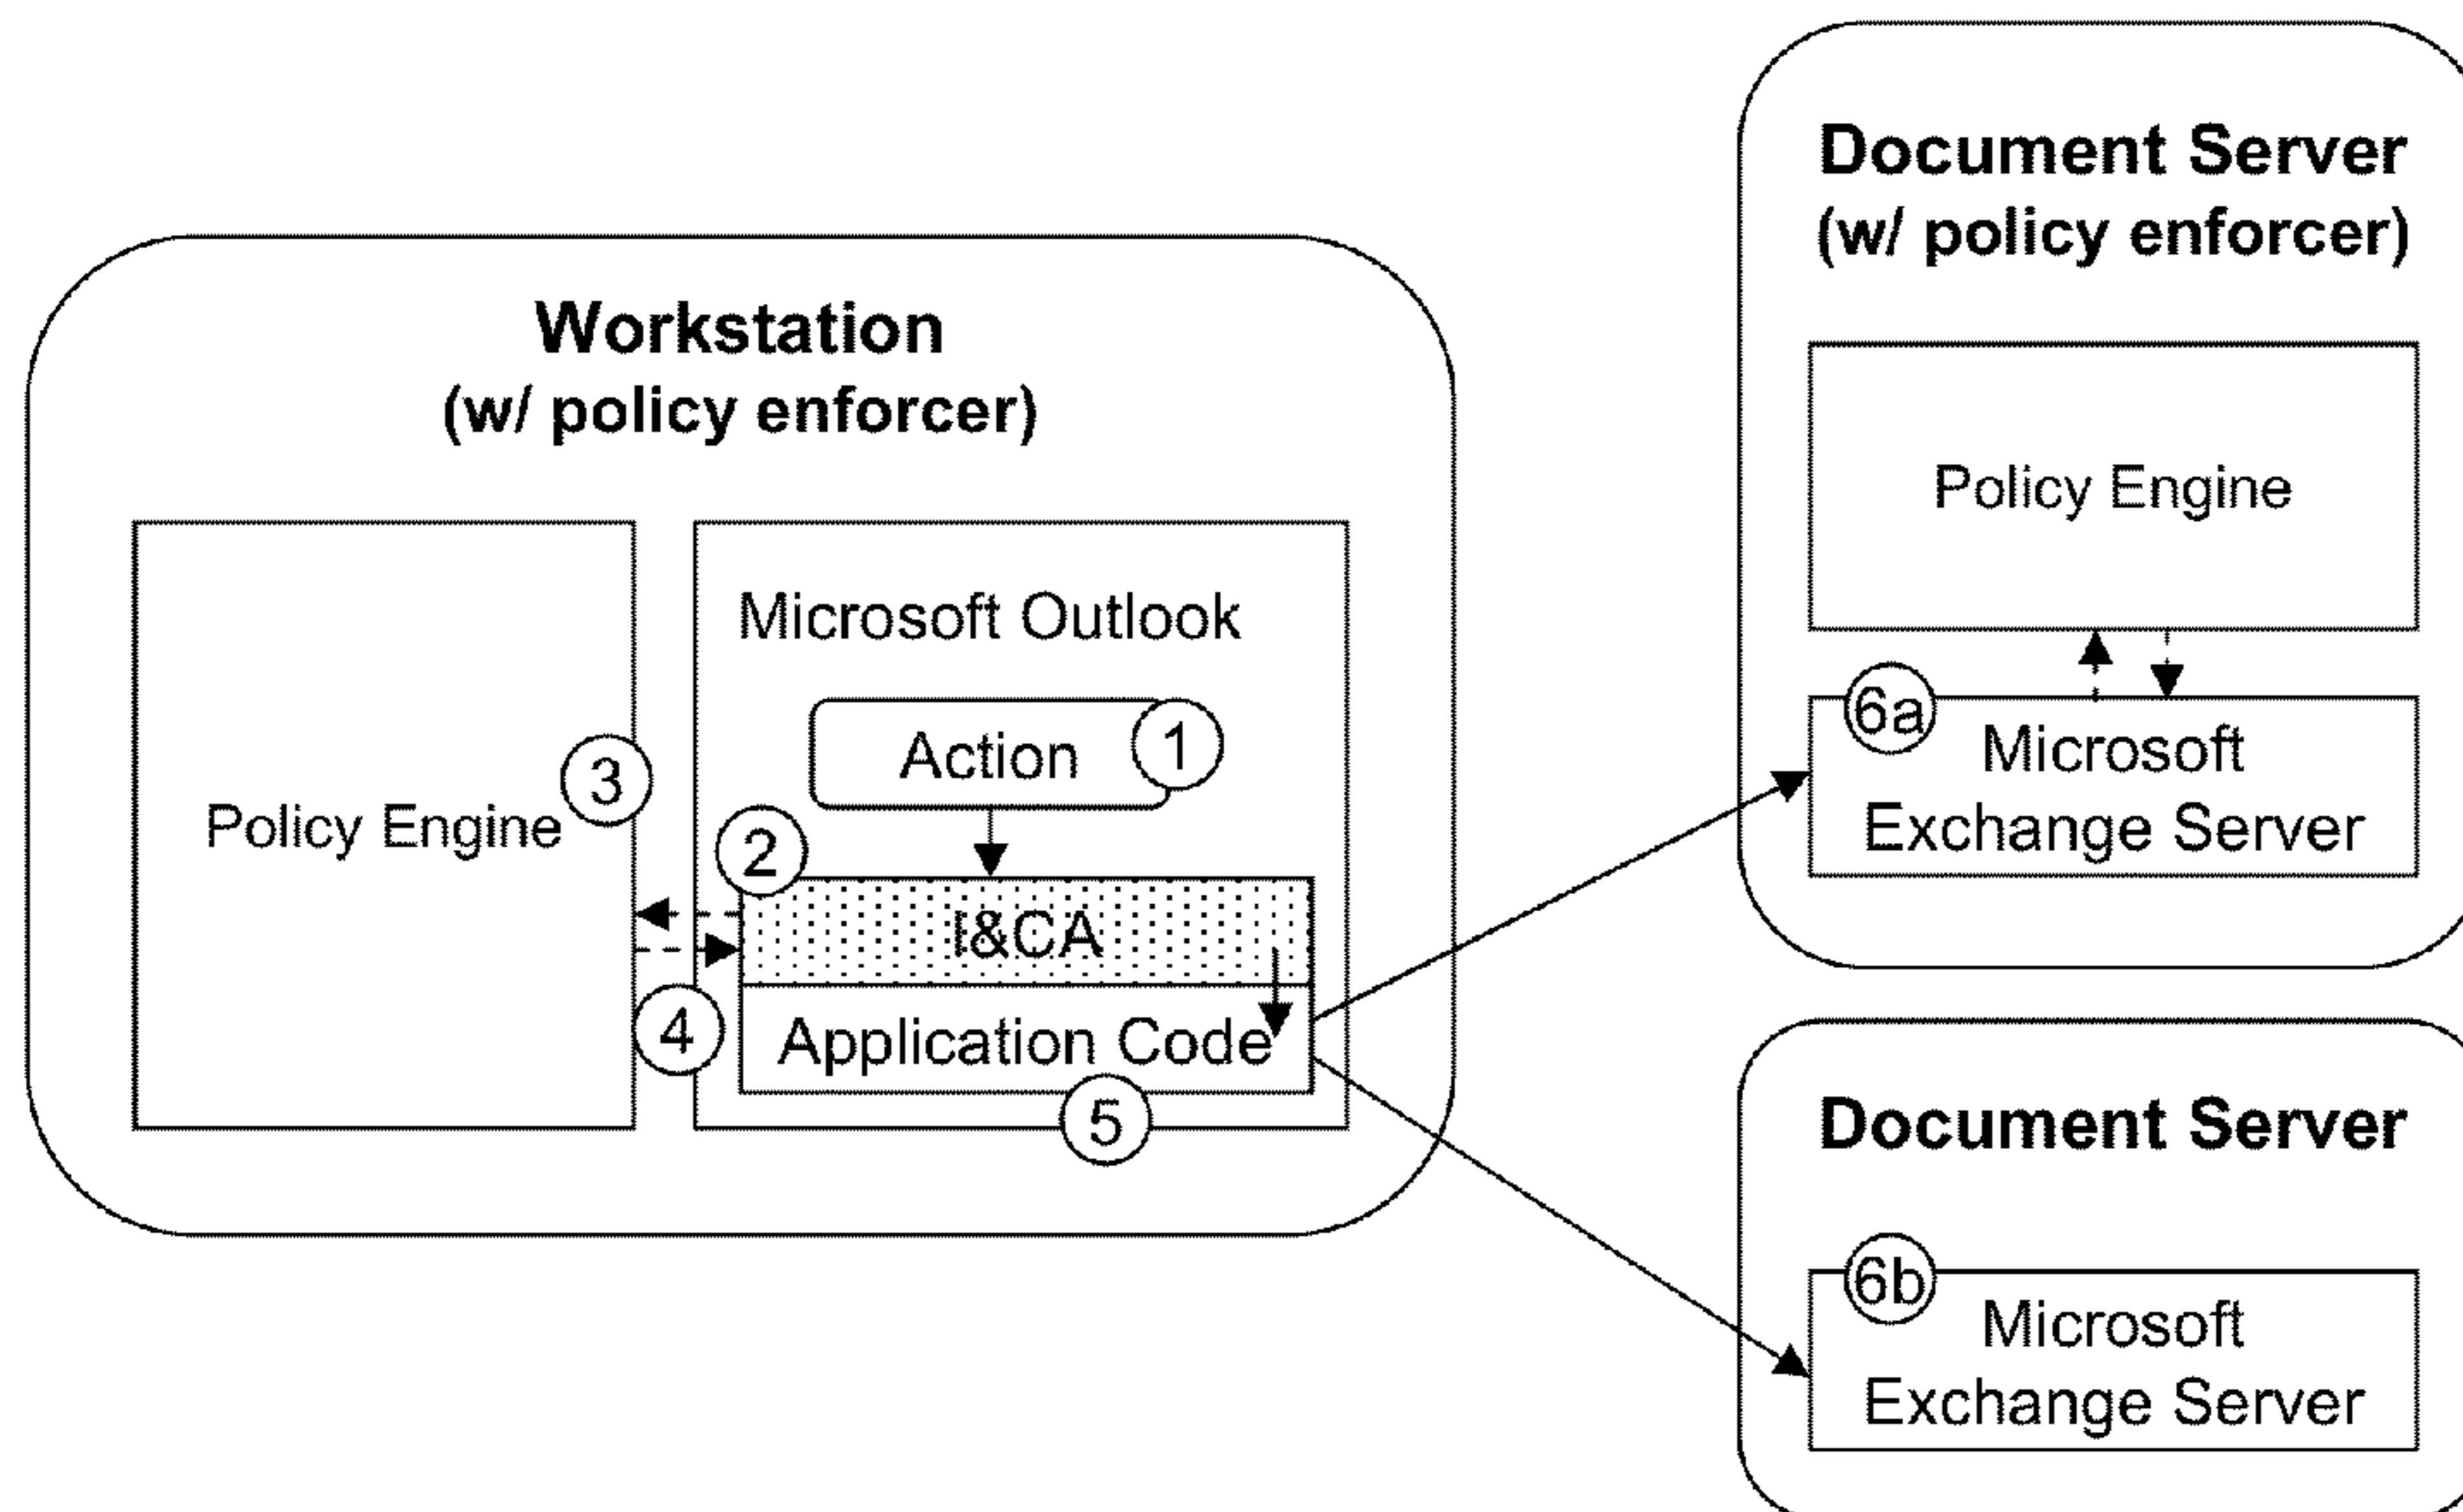 Workstation
(w/ policy enforcer)
Policy Engine
3
Microsoft Outlook
Action
1
2
I&CA
4
Application Code
5
Document Server
(w/ policy enforcer)
Policy Engine
6a
Microsoft
Exchange Server
Document Server
6b
Microsoft
Exchange Server